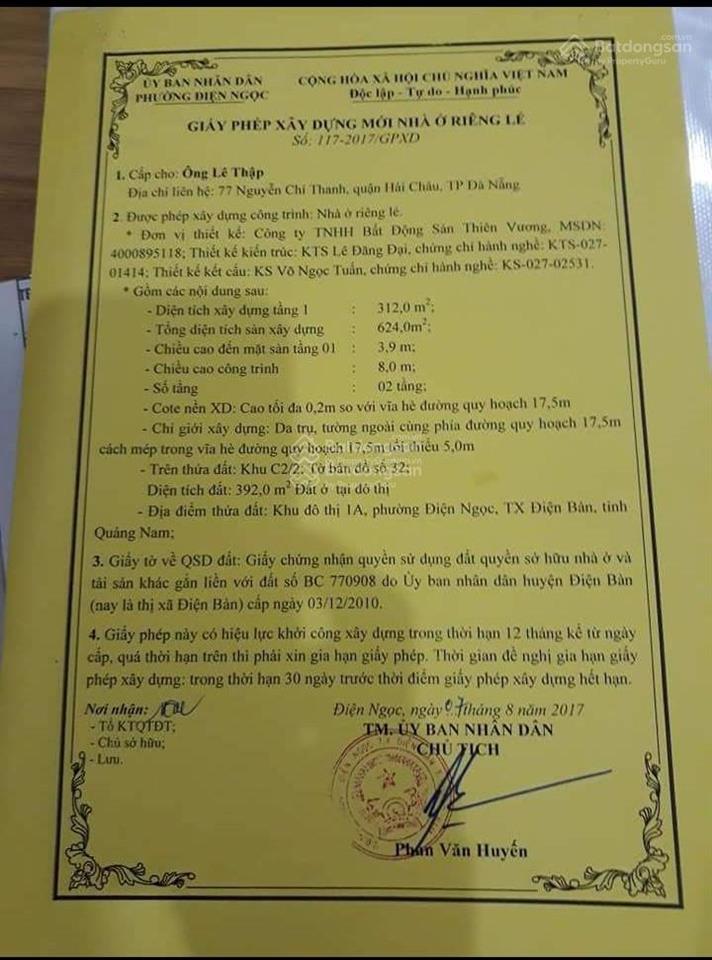 Batdongsan
.com.vn
by PropertyGuru
ỦY BAN NHÂN DÂN
PHƯỜNG ĐIỆN NGỌC
CỘNG HÒA XÃ HỘI CHỦ NGHĨA VIỆT NAM
Độc lập - Tự do - Hạnh phúc
GIẤY PHÉP XÂY DỰNG MỚI NHÀ Ở RIÊNG LẺ
Số: 117-2017/GPXD
1. Cấp cho: Ông Lê Thập
Địa chỉ liên hệ: 77 Nguyễn Chí Thanh, quận Hải Châu, TP Đà Nẵng
2. Được phép xây dựng công trình: Nhà ở riêng lẻ.
* Đơn vị thiết kế: Công ty TNHH Bất Động Sản Thiên Vương, MSDN:
4000895118; Thiết kế kiến trúc: KTS Lê Đăng Đại, chứng chỉ hành nghề: KTS-027-
01414; Thiết kế kết cấu: KS Võ Ngọc Tuấn, chứng chỉ hành nghề: KS-027-02531.
* Gồm các nội dung sau:
- Diện tích xây dựng tầng 1 : 312,0 m²;
- Tổng diện tích sàn xây dựng : 624,0m²;
- Chiều cao đến mặt sàn tầng 01 : 3,9 m;
- Chiều cao công trình : 8,0 m;
- Số tầng : 02 tầng;
- Cote nền XD: Cao tối đa 0,2m so với vĩa hè đường quy hoạch 17,5m
- Chỉ giới xây dựng: Da trụ, tường ngoài cùng phía đường quy hoạch 17,5m
cách mép trong vĩa hè đường quy hoạch 17,5m tối thiểu 5,0m
- Trên thửa đất: Khu C2/2; Tờ bản đồ số 32;
Diện tích đất: 392,0 m² Đất ở tại đô thị
- Địa điểm thửa đất: Khu đô thị 1A, phường Điện Ngọc, TX Điện Bàn, tỉnh
Quảng Nam;
3. Giấy tờ về QSD đất: Giấy chứng nhận quyền sử dụng đất quyền sở hữu nhà ở và
tài sản khác gắn liền với đất số BC 770908 do Ủy ban nhân dân huyện Điện Bàn
(nay là thị xã Điện Bàn) cấp ngày 03/12/2010.
4. Giấy phép này có hiệu lực khởi công xây dựng trong thời hạn 12 tháng kể từ ngày
cấp, quá thời hạn trên thì phải xin gia hạn giấy phép. Thời gian đề nghị gia hạn giấy
phép xây dựng: trong thời hạn 30 ngày trước thời điểm giấy phép xây dựng hết hạn.
Nơi nhận:
- Tổ KTQTĐT;
- Chủ sở hữu;
- Lưu.
Điện Ngọc, ngày 07 tháng 8 năm 2017
TM. ỦY BAN NHÂN DÂN
CHỦ TỊCH
Phan Văn Huyến